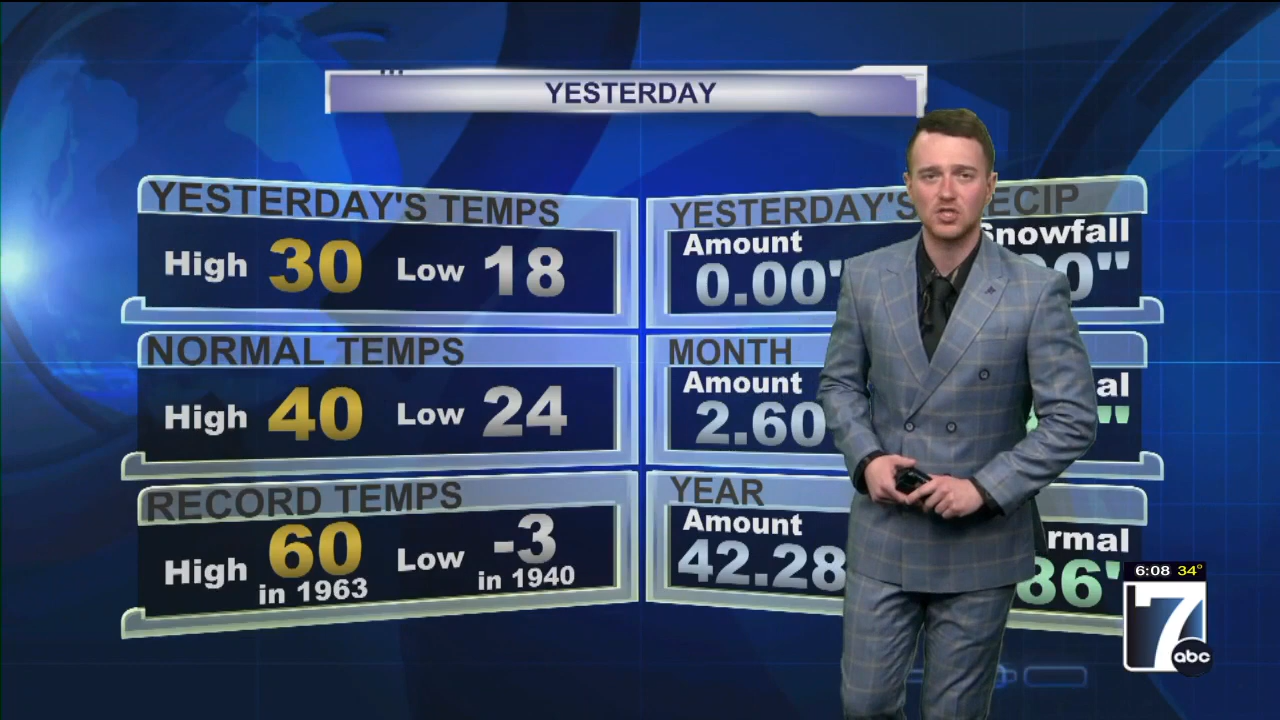 YESTERDAY
YESTERDAY'S TEMPS
High 30 Low 18
NORMAL TEMPS
High 40 Low 24
RECORD TEMPS
High 60 Low -3
in 1963 in 1940
YESTERDAY'S
Amount Snowfall
0.00"
MONTH
Amount
2.60
YEAR
Amount
42.28
6:08 34°
7
abc